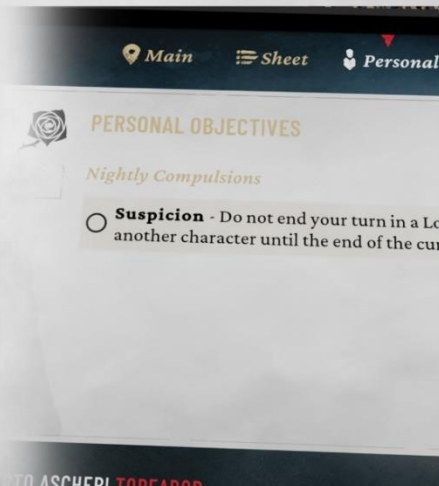 Main
Sheet
Personal
PERSONAL OBJECTIVES
Nightly Compulsions
Suspicion - Do not end your turn in a
another character until the end of the
ASCHERI TOREADOR